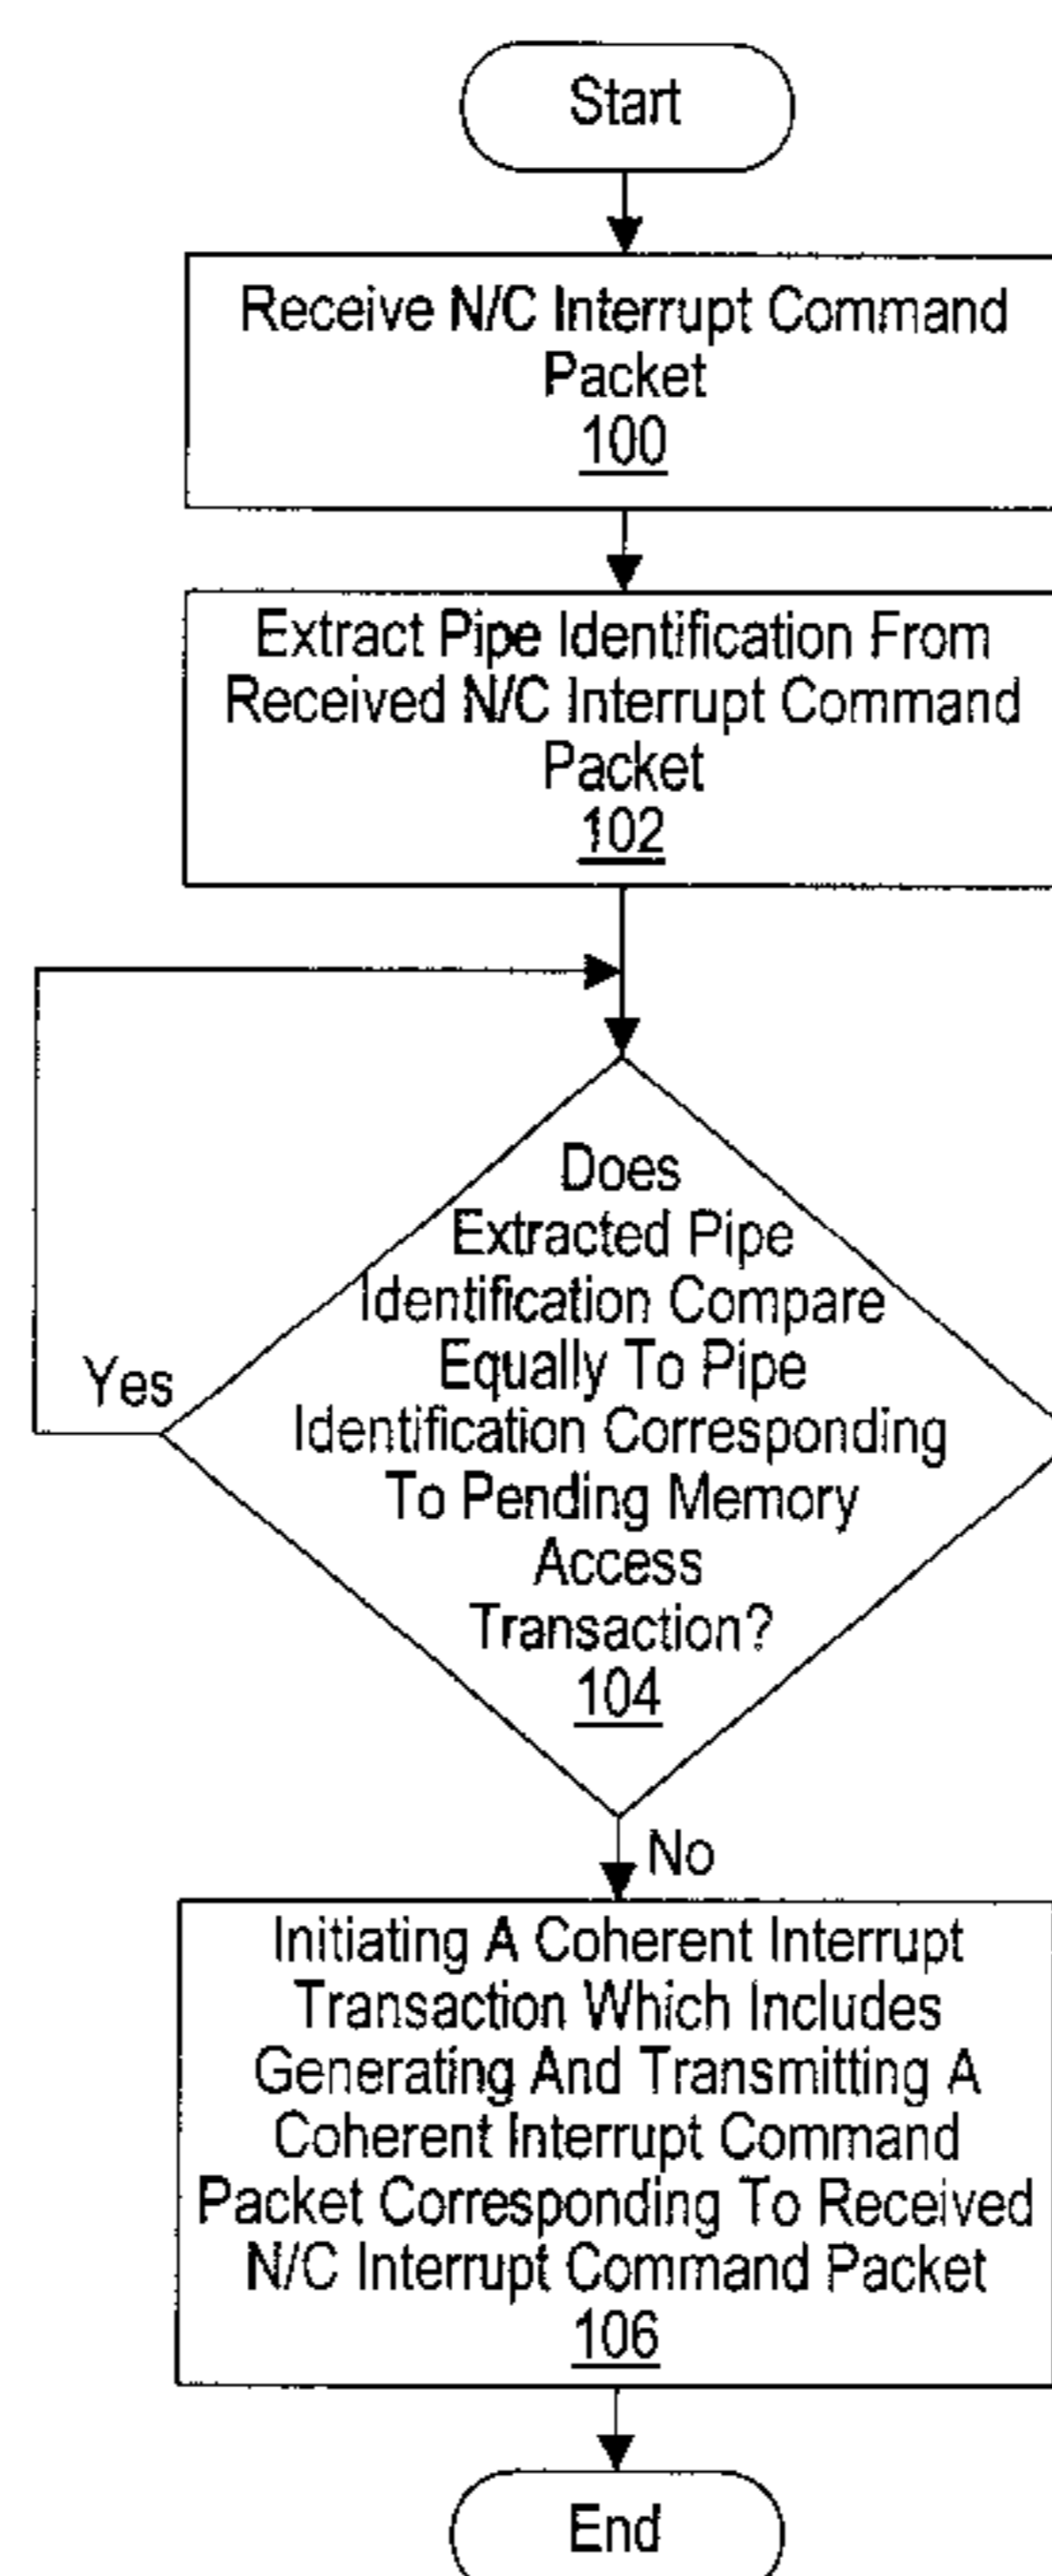 Start
Receive N/C Interrupt Command
Packet
100
Extract Pipe Identification From
Received N/C Interrupt Command
Packet
102
Does
Extracted Pipe
Identification Compare
Equally To Pipe
Identification Corresponding
To Pending Memory
Access
Transaction?
104
Yes
No
Initiating A Coherent Interrupt
Transaction Which Includes
Generating And Transmitting A
Coherent Interrupt Command
Packet Corresponding To Received
N/C Interrupt Command Packet
106
End